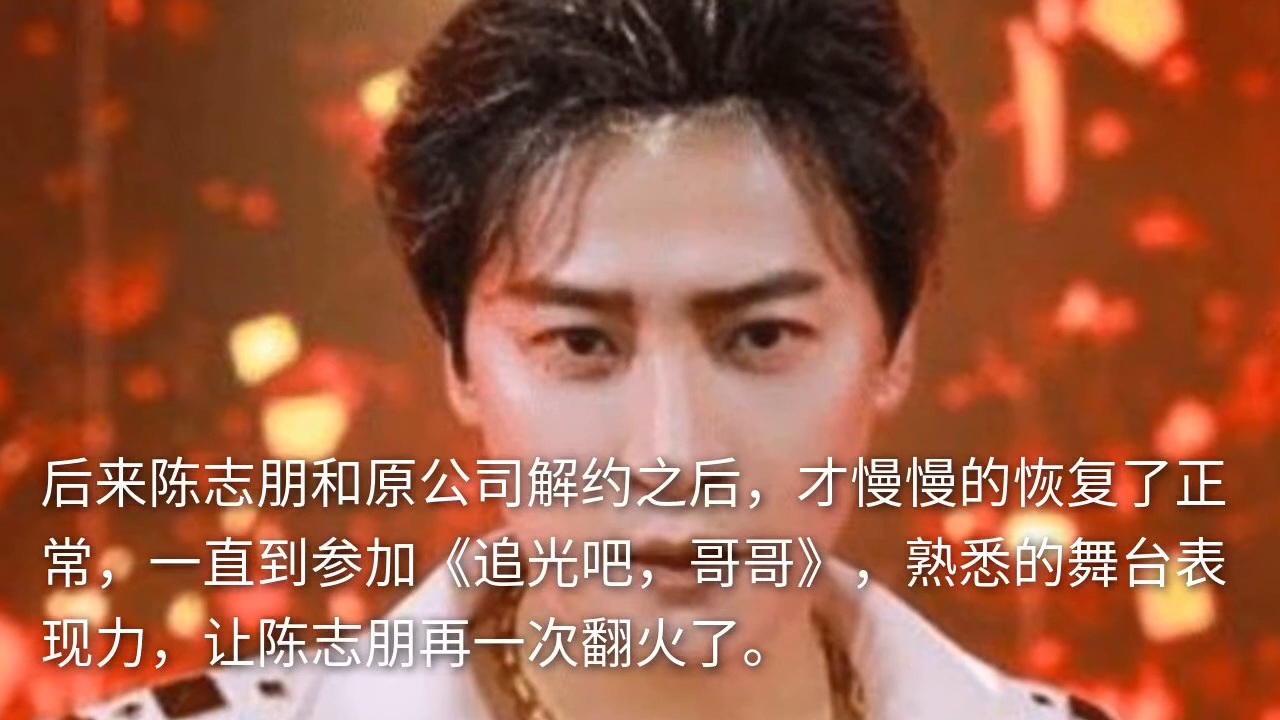 后来陈志朋和原公司解约之后，才慢慢的恢复了正
常，一直到参加《追光吧，哥哥》，熟悉的舞台表
现力，让陈志朋再一次翻火了。